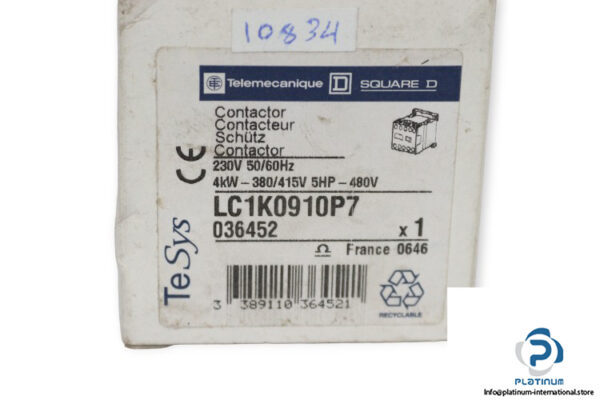 10834
Telemecanique D SQUARE D
Contactor
Contacteur
Schütz
Contactor
230V 50/60Hz
4kW – 380/415V 5HP – 480V
LC1K0910P7
036452 x 1
France 0646
3 389110 364521
RECYCLABLE
TeSys
CE
PLATINUM
Info@platinum-international.store